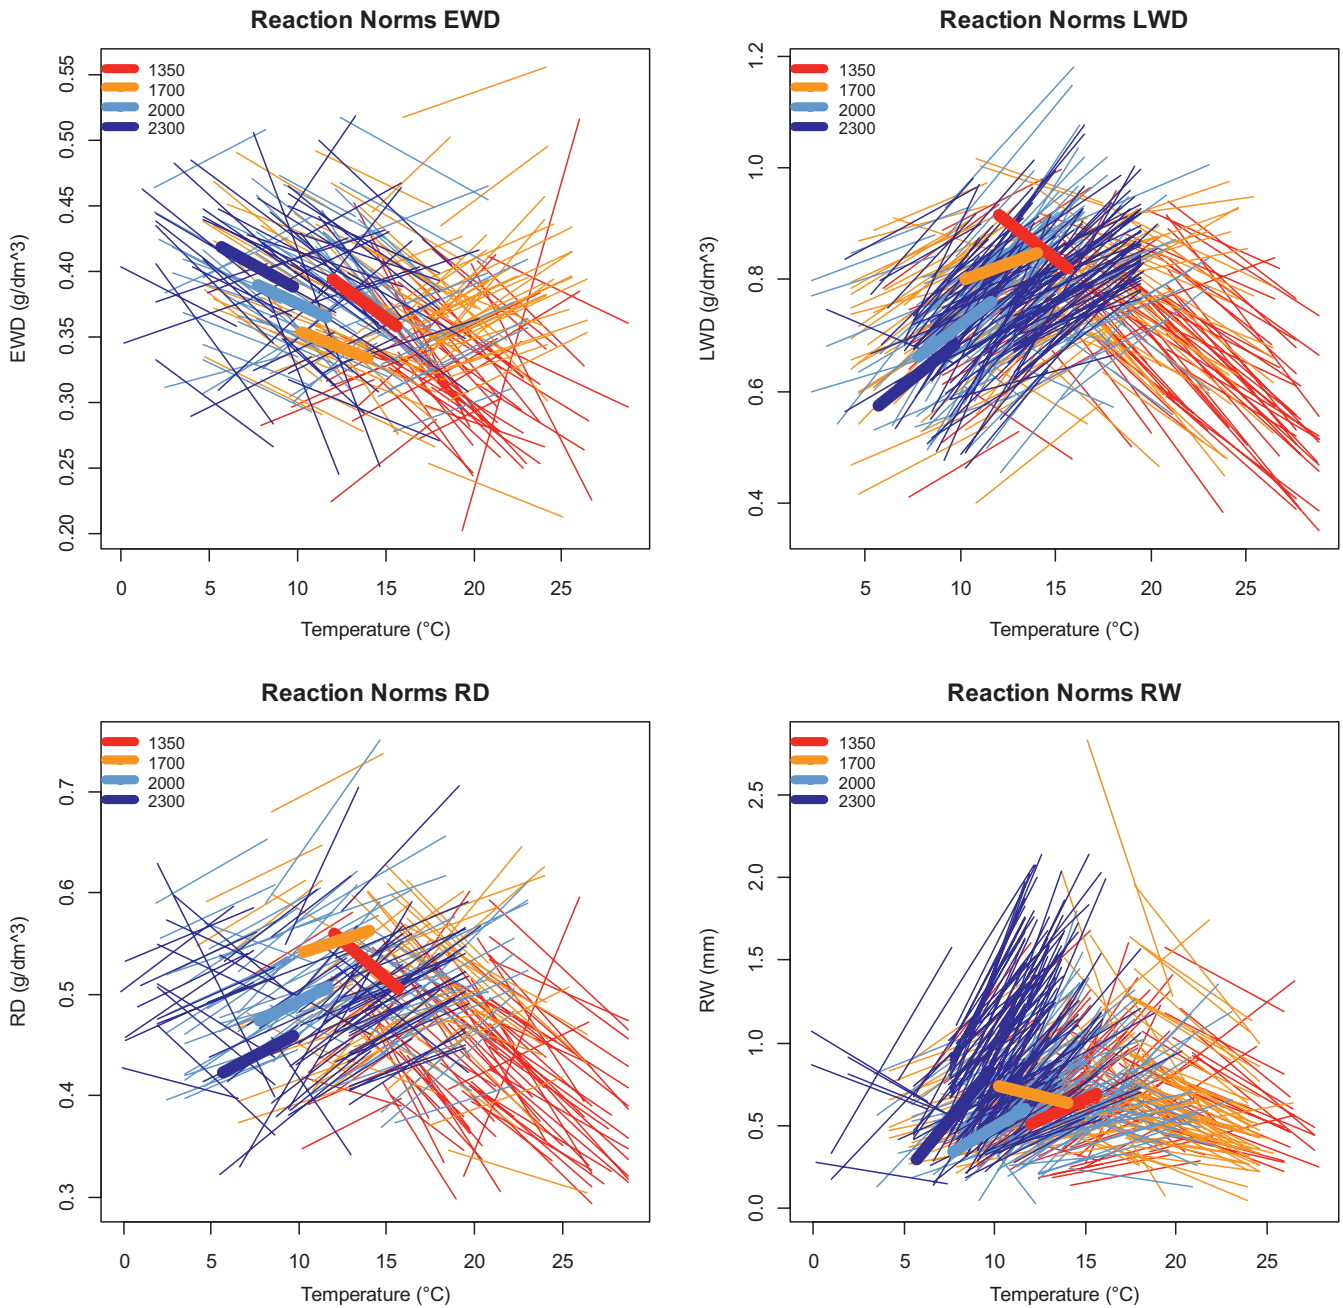 Reaction Norms EWD
1350
1700
2000
2300
EWD (g/dm^3)
0.55
0.50
0.45
0.40
0.35
0.30
0.25
0.20
0 5 10 15 20 25
Temperature (°C)
Reaction Norms LWD
1350
1700
2000
2300
LWD (g/dm^3)
1.2
1.0
0.8
0.6
0.4
5 10 15 20 25
Temperature (°C)
Reaction Norms RD
1350
1700
2000
2300
RD (g/dm^3)
0.7
0.6
0.5
0.4
0.3
0 5 10 15 20 25
Temperature (°C)
Reaction Norms RW
1350
1700
2000
2300
RW (mm)
2.5
2.0
1.5
1.0
0.5
0.0
0 5 10 15 20 25
Temperature (°C)